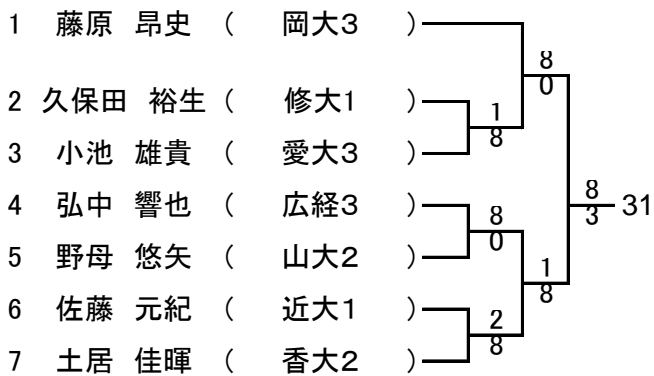 1 藤原 昂史 ( 岡大3 )
8
0
2 久保田 裕生 ( 修大1 )
1
8
3 小池 雄貴 ( 愛大3 )
4 弘中 響也 ( 広経3 )
8
3
31
8
0
5 野母 悠矢 ( 山大2 )
1
8
6 佐藤 元紀 ( 近大1 )
2
8
7 土居 佳暉 ( 香大2 )